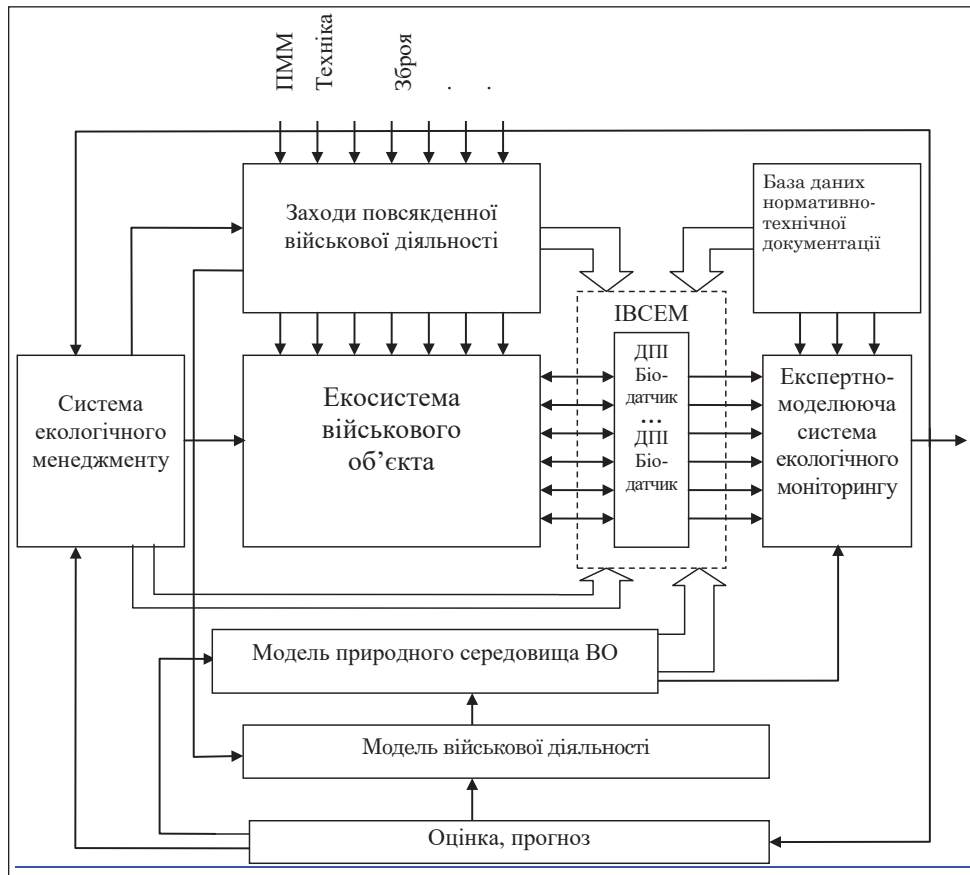 ПММ
Техніка
Зброя
.
.
Заходи повсякденної
військової діяльності
База даних
нормативно-
технічної
документації
ІВСЕМ
Система
екологічного
менеджменту
Екосистема
військового
об’єкта
ДПІ
Біо-
датчик
...
ДПІ
Біо-
датчик
Експертно-
моделююча
система
екологічного
моніторингу
Модель природного середовища ВО
Модель військової діяльності
Оцінка, прогноз